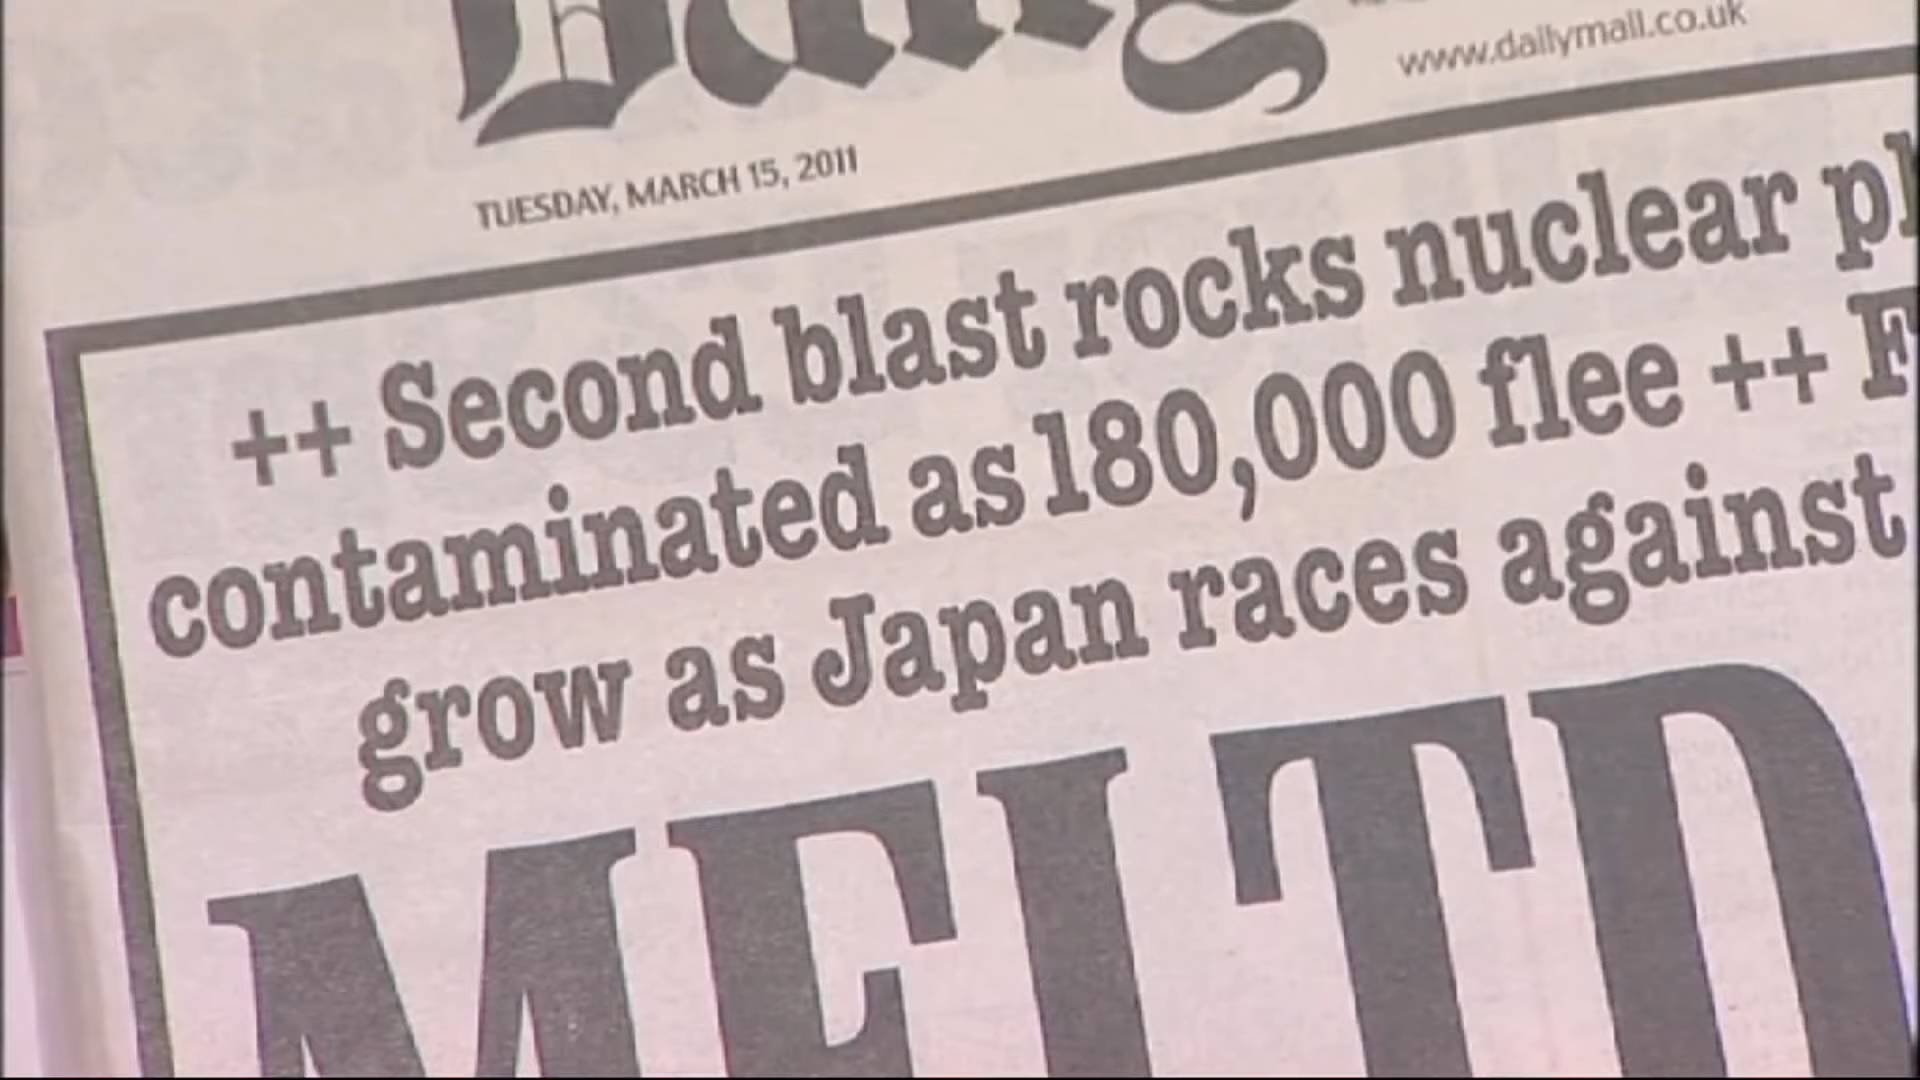 Daily
www.dailymail.co.uk
TUESDAY, MARCH 15, 2011
++ Second blast rocks nuclear
contaminated as 180,000 flee ++
grow as Japan races against